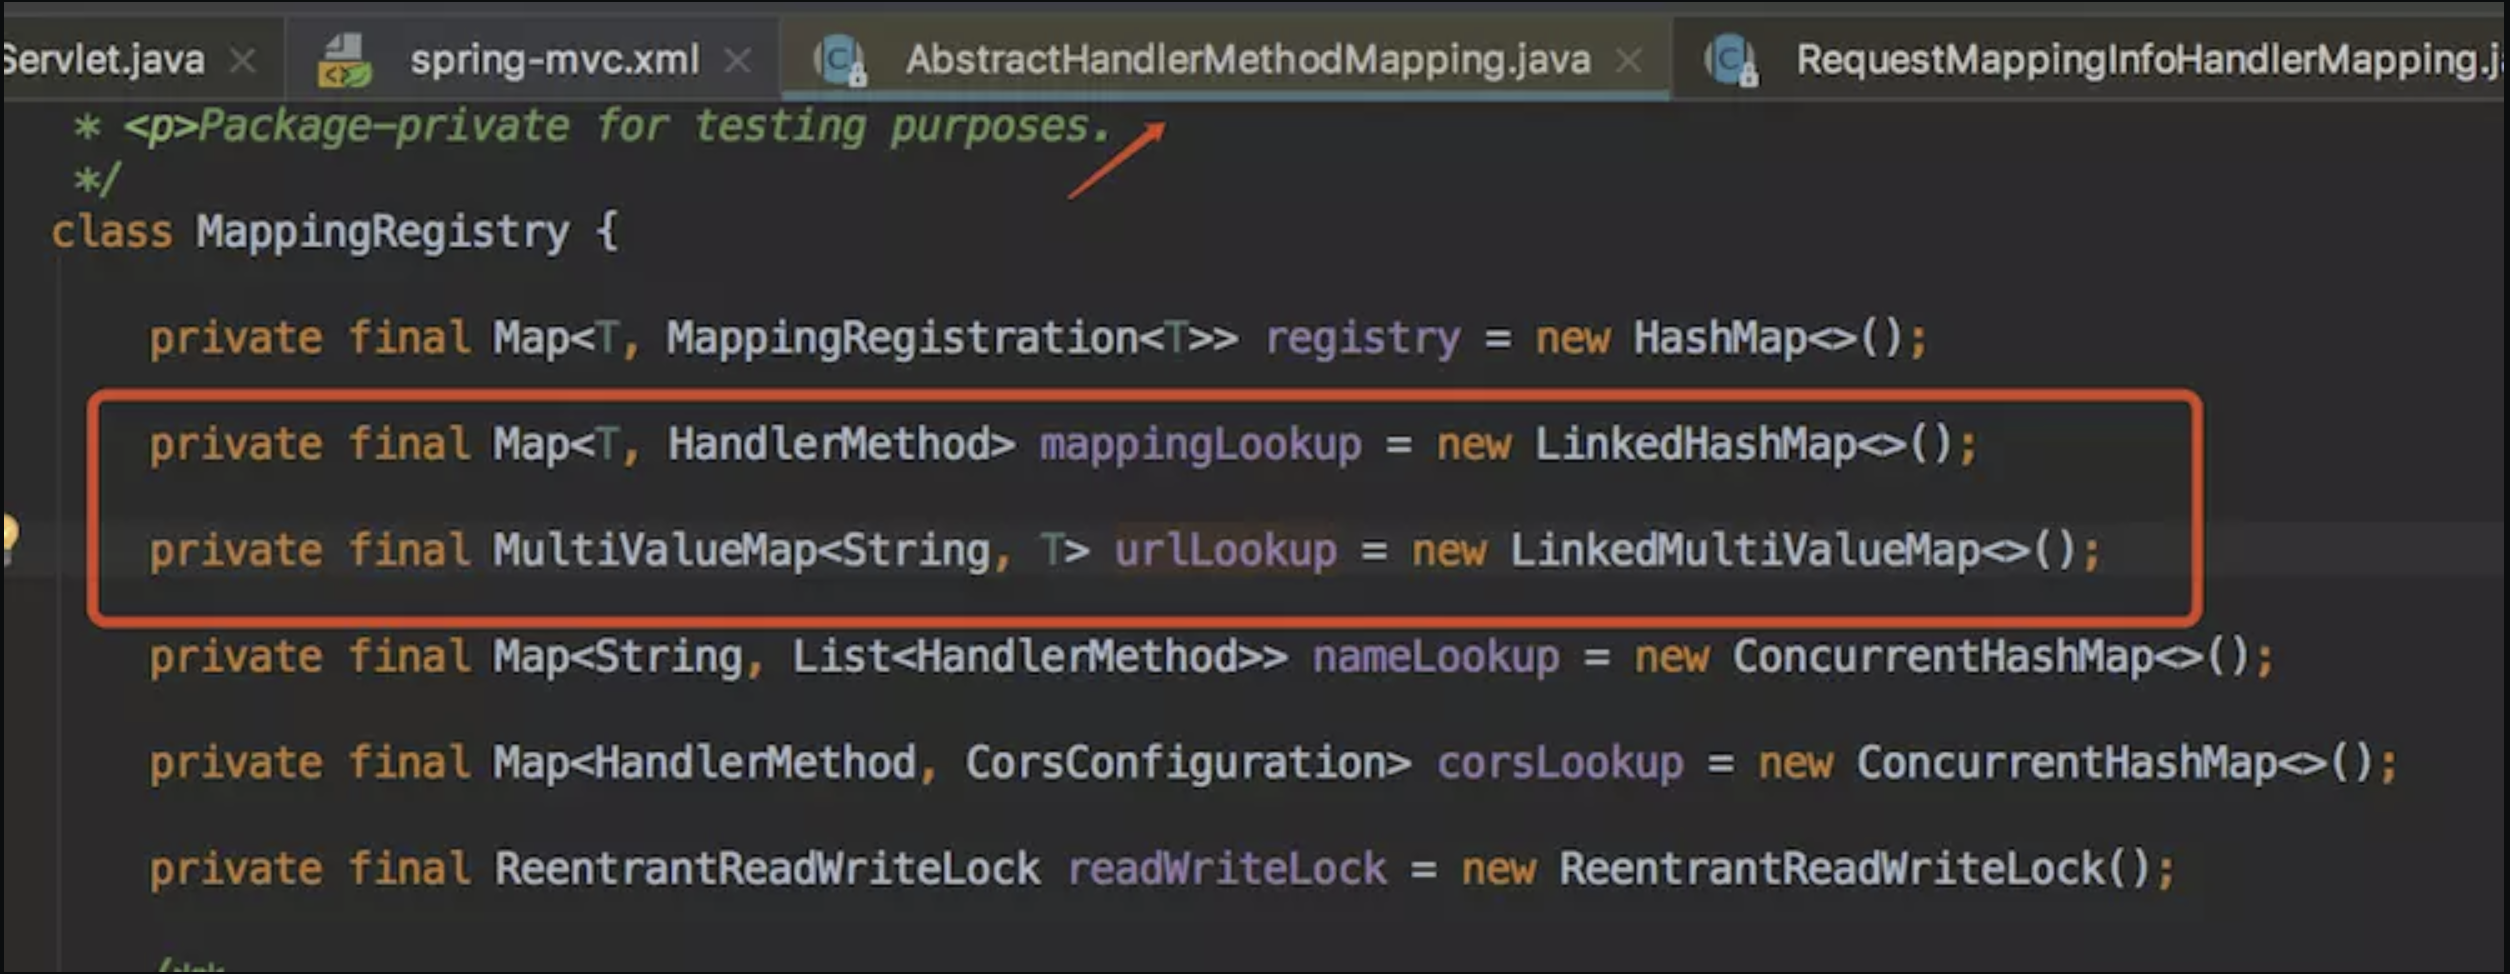 Servlet.java
spring-mvc.xml
AbstractHandlerMethodMapping.java
RequestMappingInfoHandlerMapping.j
* <p>Package-private for testing purposes.
*/
class MappingRegistry {
private final Map<T, MappingRegistration<T>> registry = new HashMap<>();
private final Map<T, HandlerMethod> mappingLookup = new LinkedHashMap<>();
private final MultiValueMap<String, T> urlLookup = new LinkedMultiValueMap<>();
private final Map<String, List<HandlerMethod>> nameLookup = new ConcurrentHashMap<>();
private final Map<HandlerMethod, CorsConfiguration> corsLookup = new ConcurrentHashMap<>();
private final ReentrantReadWriteLock readWriteLock = new ReentrantReadWriteLock();